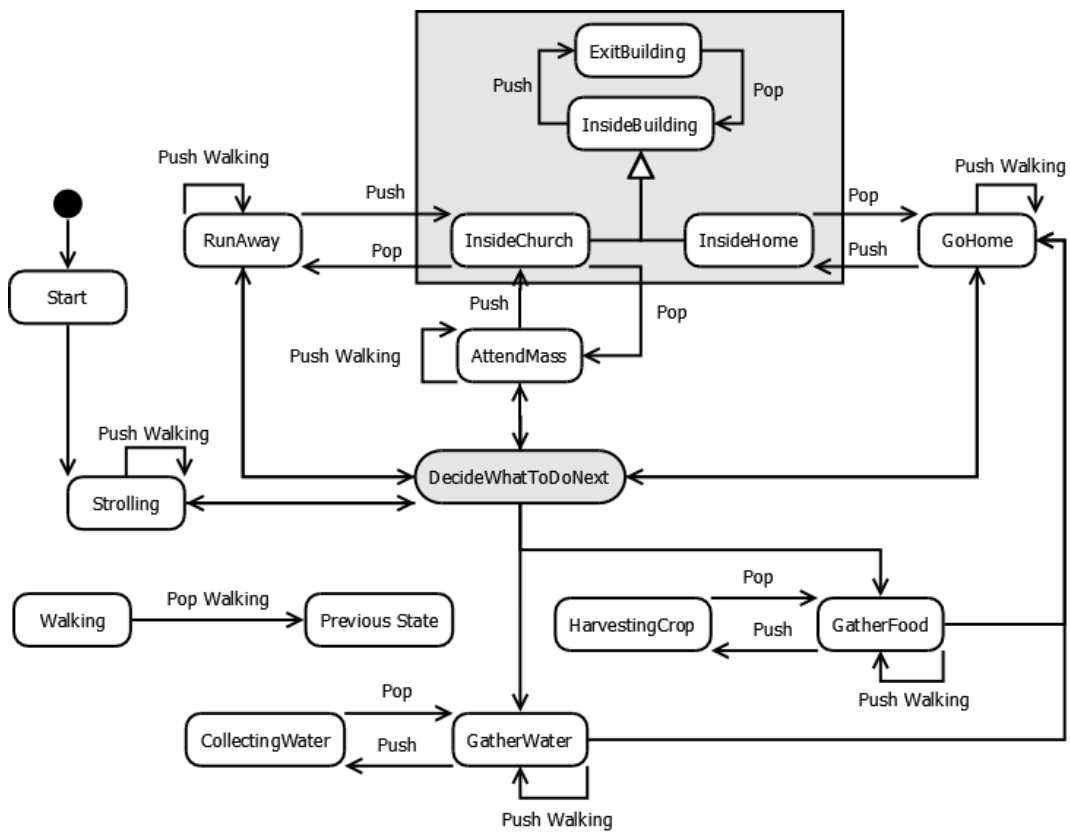 ExitBuilding
Push
Pop
InsideBuilding
Push Walking
Push Walking
Push
Pop
RunAway
InsideChurch
InsideHome
GoHome
Pop
Push
Start
Push
Pop
Push Walking
AttendMass
Push Walking
DecideWhatToDoNext
Strolling
Pop
Pop Walking
Walking
Previous State
HarvestingCrop
Push
GatherFood
Pop
Push Walking
CollectingWater
Push
GatherWater
Push Walking